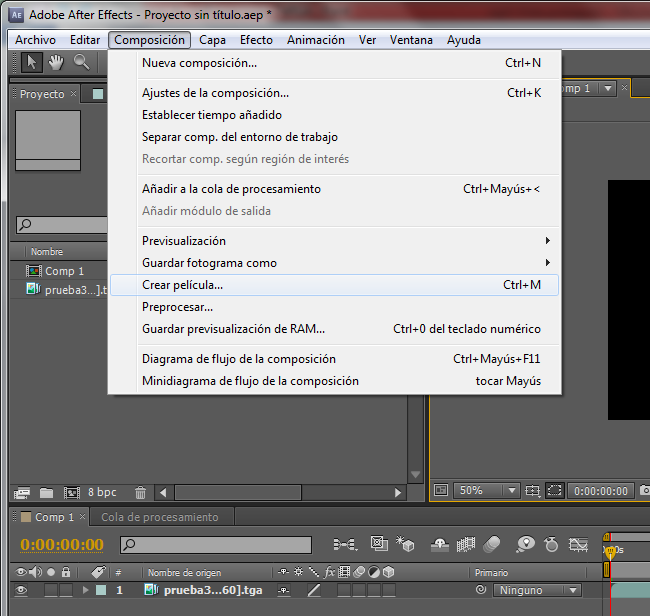 Ae Adobe After Effects - Proyecto sin título.aep *
Archivo Editar Composición Capa Efecto Animación Ver Ventana Ayuda
Nueva composición... Ctrl+N
Proyecto × omp 1 ×
Ajustes de la composición... Ctrl+K
Establecer tiempo añadido
Separar comp. del entorno de trabajo
Recortar comp. según región de interés
Añadir a la cola de procesamiento Ctrl+Mayús+<
Añadir módulo de salida
Previsualización
Nombre
Guardar fotograma como
Comp 1
Crear película... Ctrl+M
prueba3...].t
Preprocesar...
Guardar previsualización de RAM... Ctrl+0 del teclado numérico
Diagrama de flujo de la composición Ctrl+Mayús+F11
Minidiagrama de flujo de la composición tocar Mayús
8 bpc 50% 0:00:00:00
Comp 1 × Cola de procesamiento
0:00:00:00
0s
# Nombre de origen fx Primario
1 prueba3...60].tga Ninguno